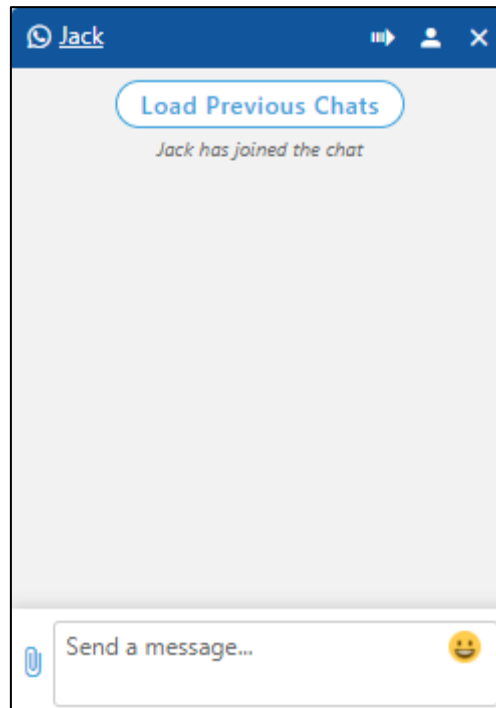 Jack
Load Previous Chats
Jack has joined the chat
Send a message...